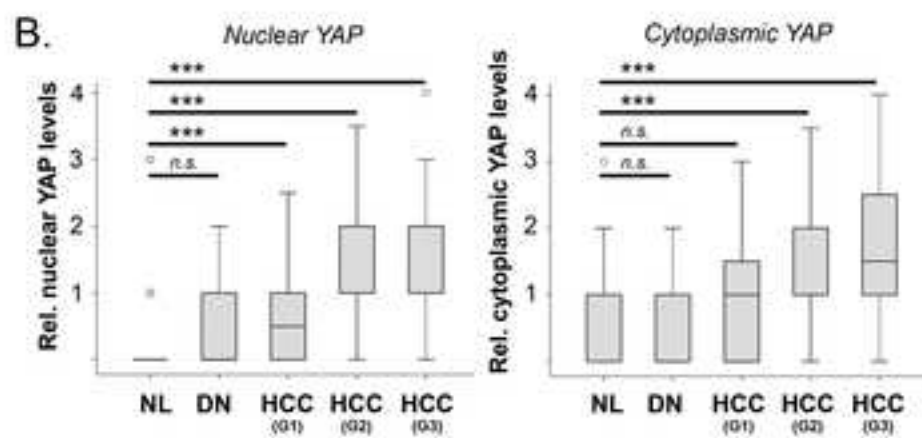 B.
Nuclear YAP
Rel. nuclear YAP levels
4
3
2
1
***
***
***
n.s.
NL DN HCC HCC HCC
(G1) (G2) (G3)
Cytoplasmic YAP
Rel. cytoplasmic YAP levels
4
3
2
1
***
***
n.s.
n.s.
NL DN HCC HCC HCC
(G1) (G2) (G3)